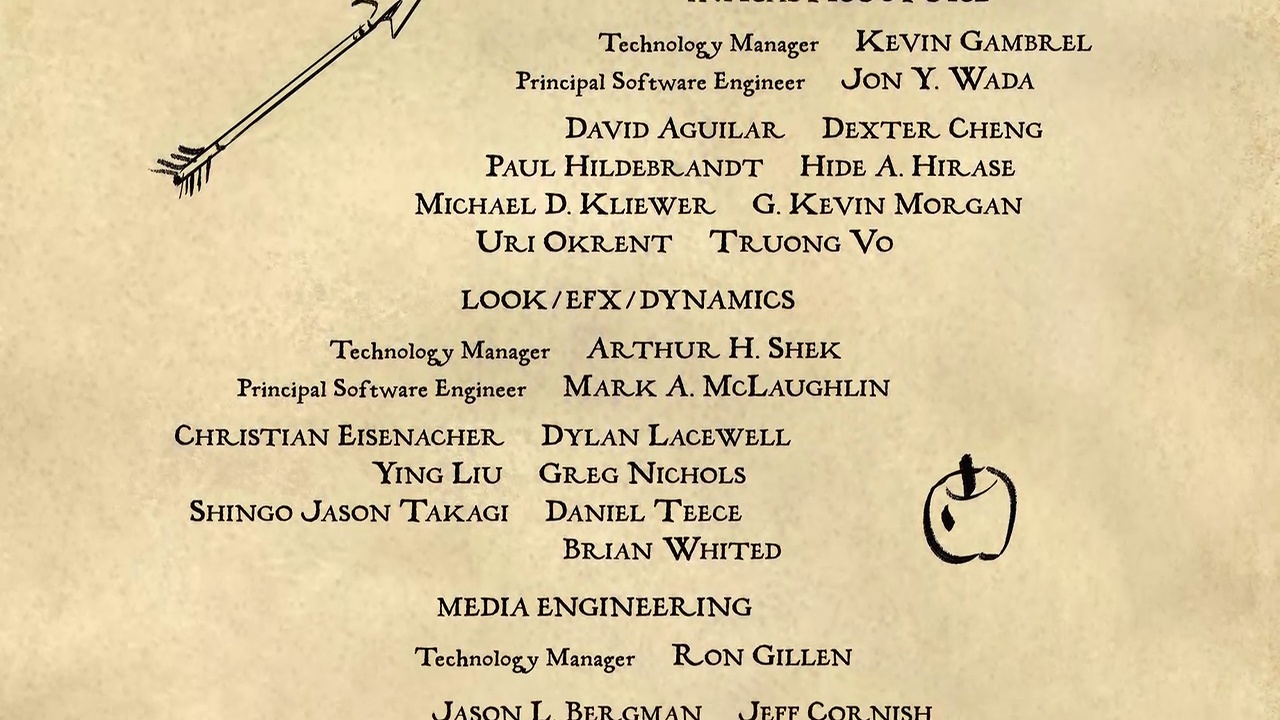 Technology Manager KEVIN GAMBREL
Principal Software Engineer JON Y. WADA
DAVID AGUILAR DEXTER CHENG
PAUL HILDEBRANDT HIDE A. HIRASE
MICHAEL D. KLIEWER G. KEVIN MORGAN
URI OKRENT TRUONG VO
LOOK/EFX/DYNAMICS
Technology Manager ARTHUR H. SHEK
Principal Software Engineer MARK A. MCLAUGHLIN
CHRISTIAN EISENACHER DYLAN LACEWELL
YING LIU GREG NICHOLS
SHINGO JASON TAKAGI DANIEL TEECE
BRIAN WHITED
MEDIA ENGINEERING
Technology Manager RON GILLEN
JASON L. BERGMAN JEFF CORNISH